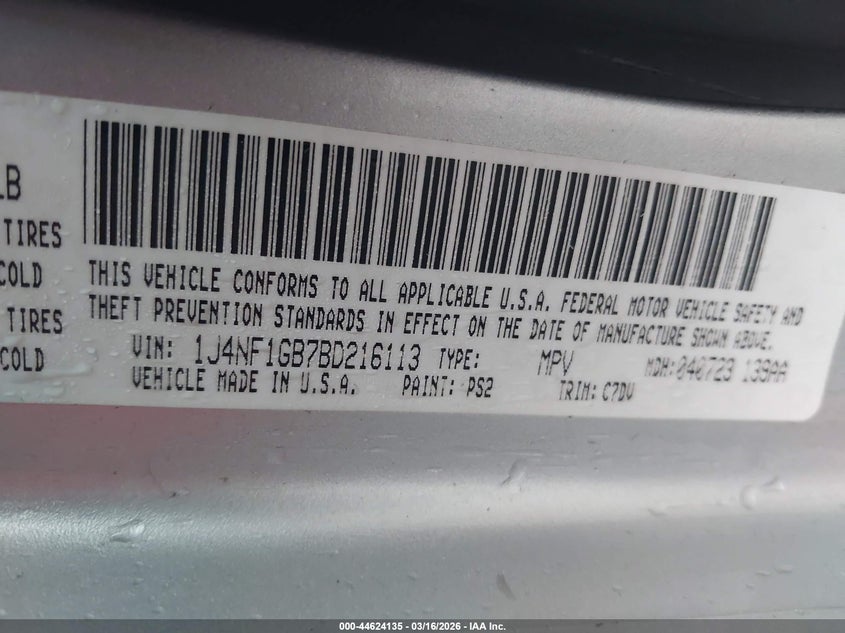 LB
TIRES
COLD
TIRES
COLD
THIS VEHICLE CONFORMS TO ALL APPLICABLE U.S.A. FEDERAL MOTOR VEHICLE SAFETY AND
THEFT PREVENTION STANDARDS IN EFFECT ON THE DATE OF MANUFACTURE SHOWN ABOVE.
VIN: 1J4NF1GB7BD216113 TYPE: MPV MDH: 040723 139AA
VEHICLE MADE IN U.S.A. PAINT: PS2 TRIM: C7DV
000-44624135 - 03/16/2026 - IAA Inc.